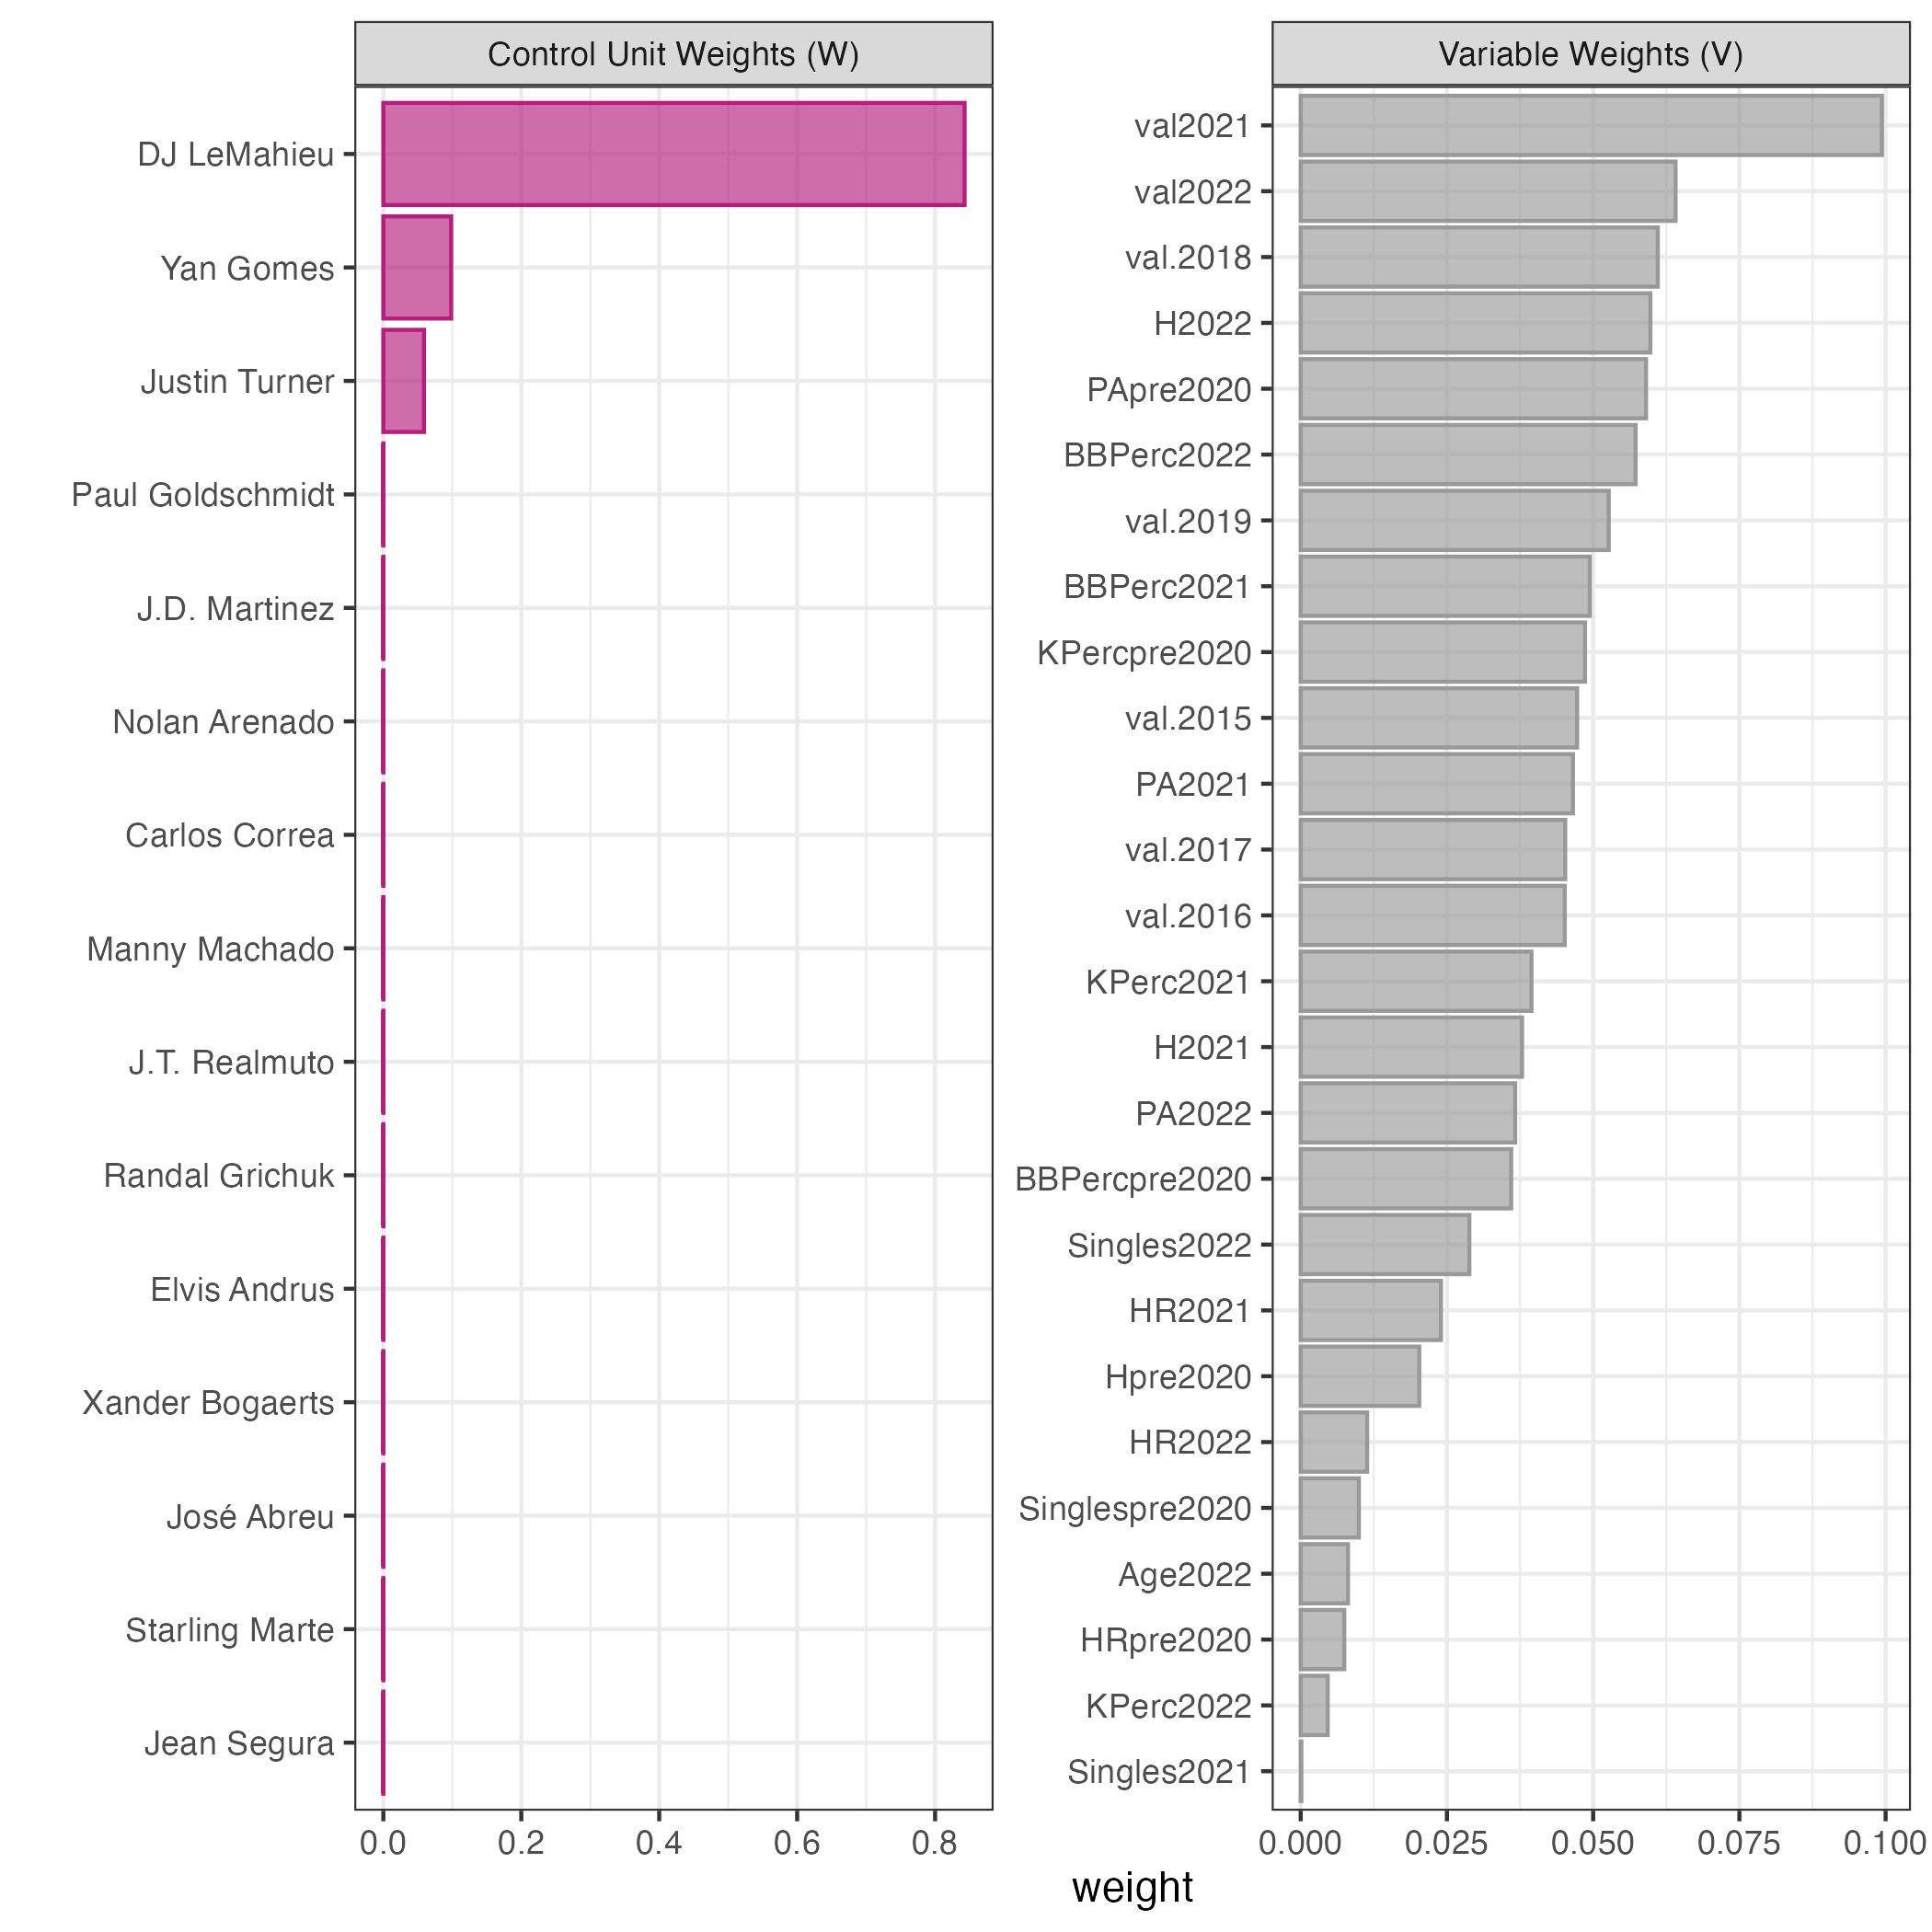 Control Unit Weights (W)
DJ LeMahieu
Yan Gomes
Justin Turner
Paul Goldschmidt
J.D. Martinez
Nolan Arenado
Carlos Correa
Manny Machado
J.T. Realmuto
Randal Grichuk
Elvis Andrus
Xander Bogaerts
José Abreu
Starling Marte
Jean Segura
0.0 0.2 0.4 0.6 0.8
Variable Weights (V)
val2021
val2022
val.2018
H2022
PApre2020
BBPerc2022
val.2019
BBPerc2021
KPercpre2020
val.2015
PA2021
val.2017
val.2016
KPerc2021
H2021
PA2022
BBPercpre2020
Singles2022
HR2021
Hpre2020
HR2022
Singlespre2020
Age2022
HRpre2020
KPerc2022
Singles2021
0.000 0.025 0.050 0.075 0.100
weight